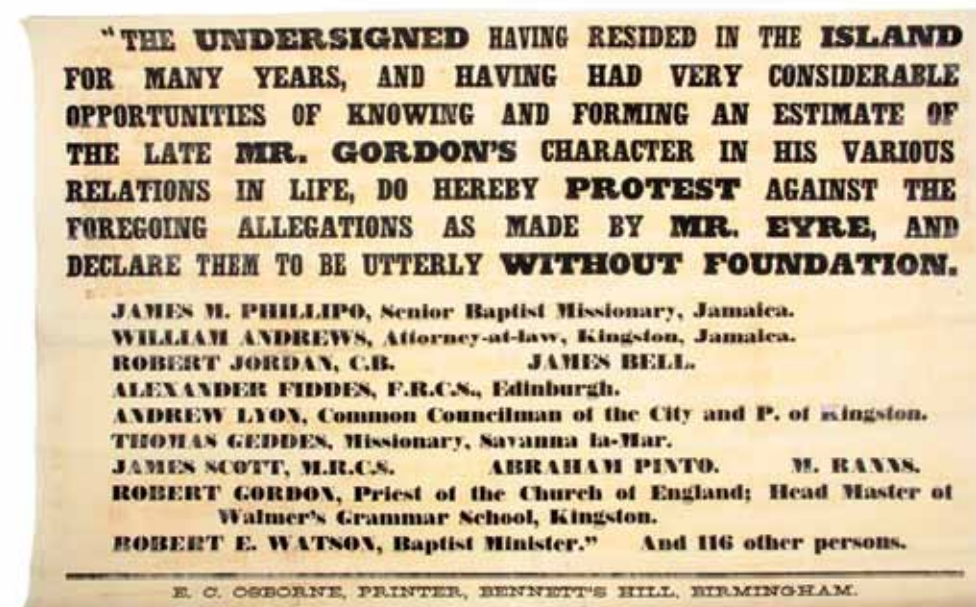 "THE UNDERSIGNED HAVING RESIDED IN THE ISLAND
FOR MANY YEARS, AND HAVING HAD VERY CONSIDERABLE
OPPORTUNITIES OF KNOWING AND FORMING AN ESTIMATE OF
THE LATE MR. GORDON'S CHARACTER IN HIS VARIOUS
RELATIONS IN LIFE, DO HEREBY PROTEST AGAINST THE
FOREGOING ALLEGATIONS AS MADE BY MR. EYRE, AND
DECLARE THEM TO BE UTTERLY WITHOUT FOUNDATION.
JAMES M. PHILLIPO, Senior Baptist Missionary, Jamaica.
WILLIAM ANDREWS, Attorney-at-law, Kingston, Jamaica.
ROBERT JORDAN, C.B. JAMES BELL.
ALEXANDER FIDDES, F.R.C.S., Edinburgh.
ANDREW LYON, Common Councilman of the City and P. of Kingston.
THOMAS GEDDES, Missionary, Savanna la-Mar.
JAMES SCOTT, M.R.C.S. ABRAHAM PINTO. M. RANNS.
ROBERT GORDON, Priest of the Church of England; Head Master of
Walmer's Grammar School, Kingston.
ROBERT E. WATSON, Baptist Minister." And 116 other persons.
E. C. OSBORNE, PRINTER, BENNETT'S HILL, BIRMINGHAM.